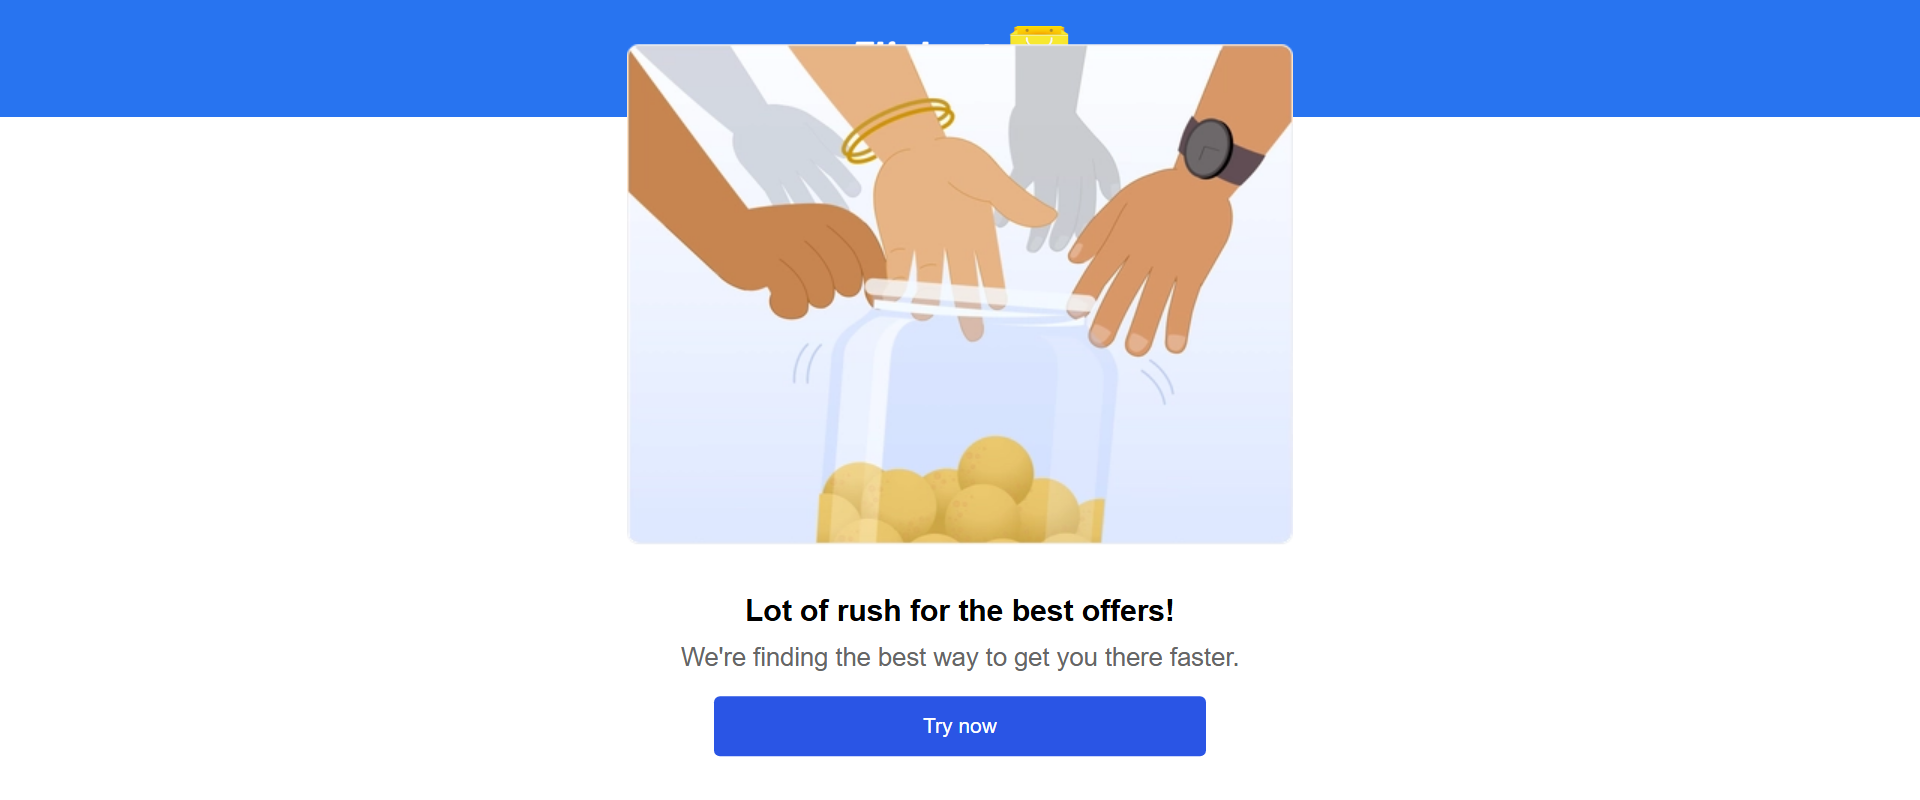 Lot of rush for the best offers!
We're finding the best way to get you there faster.
Try now